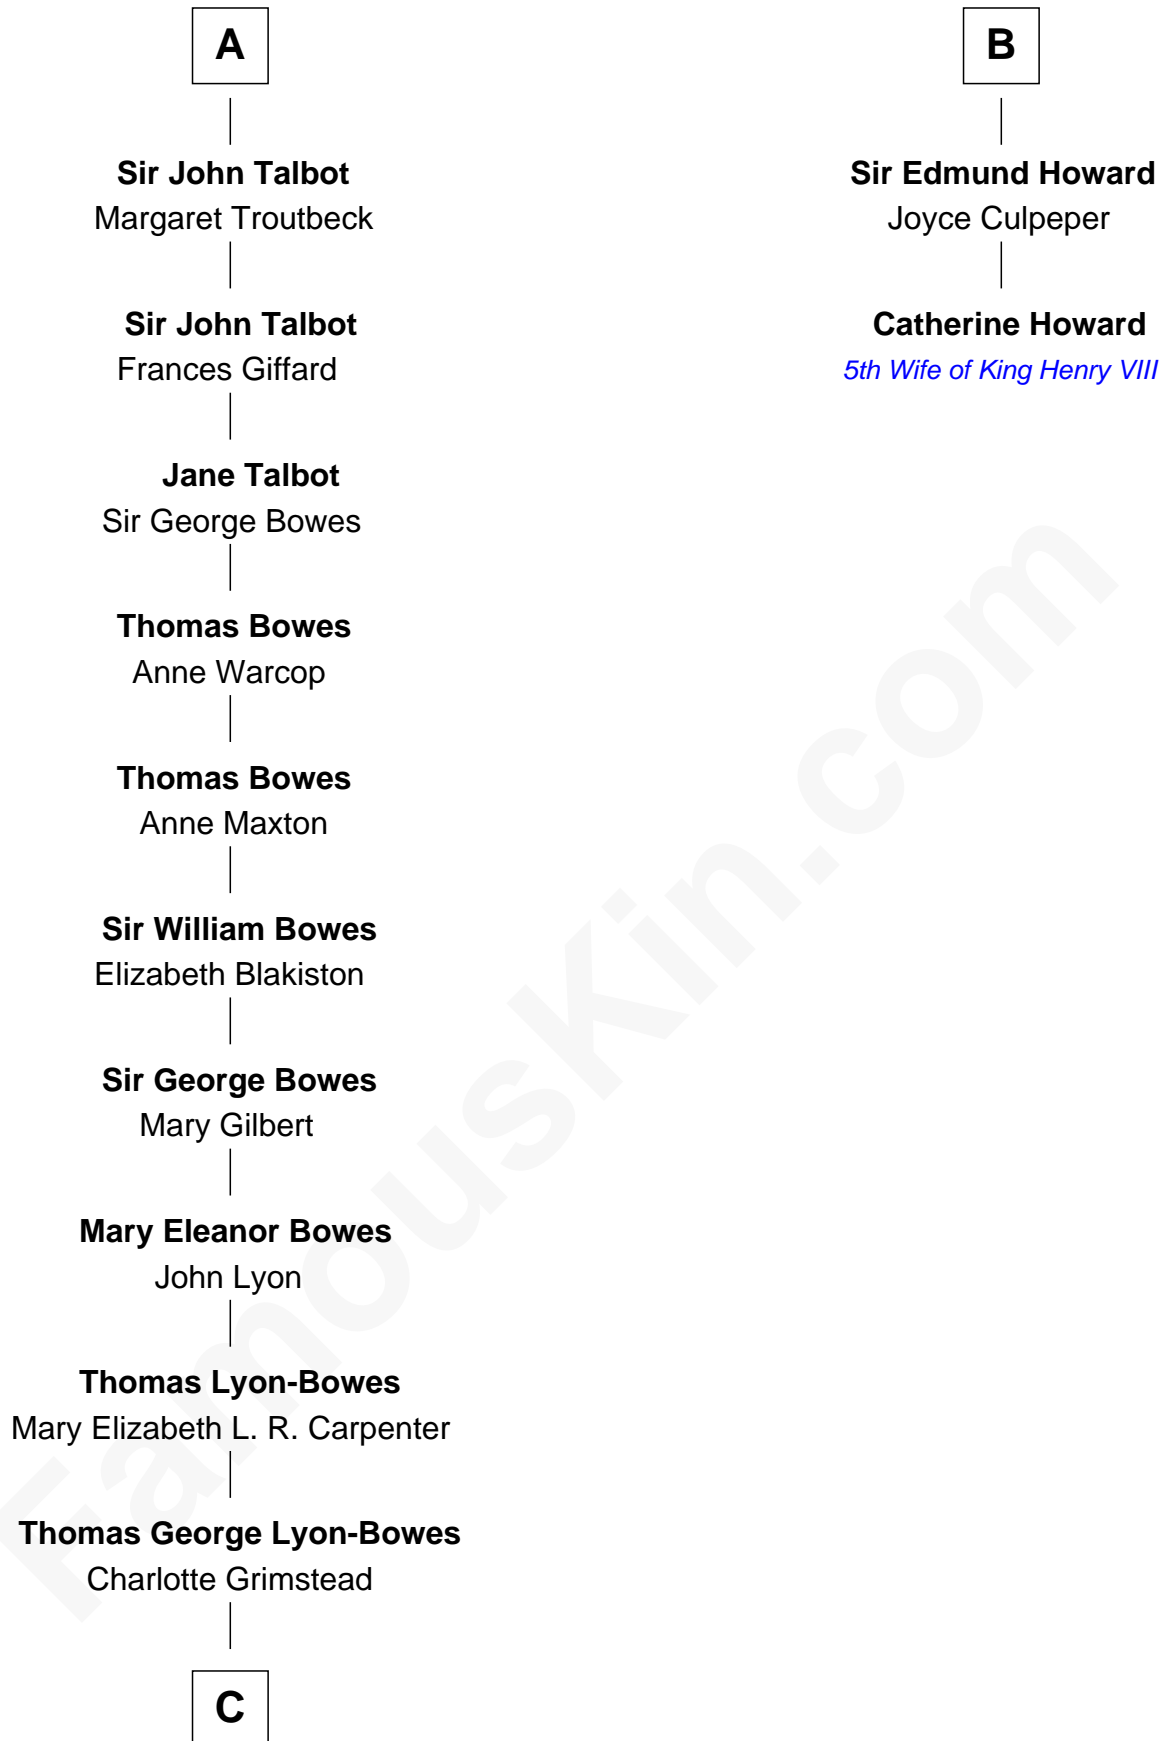 A
Sir John Talbot
Margaret Troutbeck
Sir John Talbot
Frances Giffard
Jane Talbot
Sir George Bowes
Thomas Bowes
Anne Warcop
Thomas Bowes
Anne Maxton
Sir William Bowes
Elizabeth Blakiston
Sir George Bowes
Mary Gilbert
Mary Eleanor Bowes
John Lyon
Thomas Lyon-Bowes
Mary Elizabeth L. R. Carpenter
Thomas George Lyon-Bowes
Charlotte Grimstead
C
B
Sir Edmund Howard
Joyce Culpeper
Catherine Howard
5th Wife of King Henry VIII
FamousKin.com